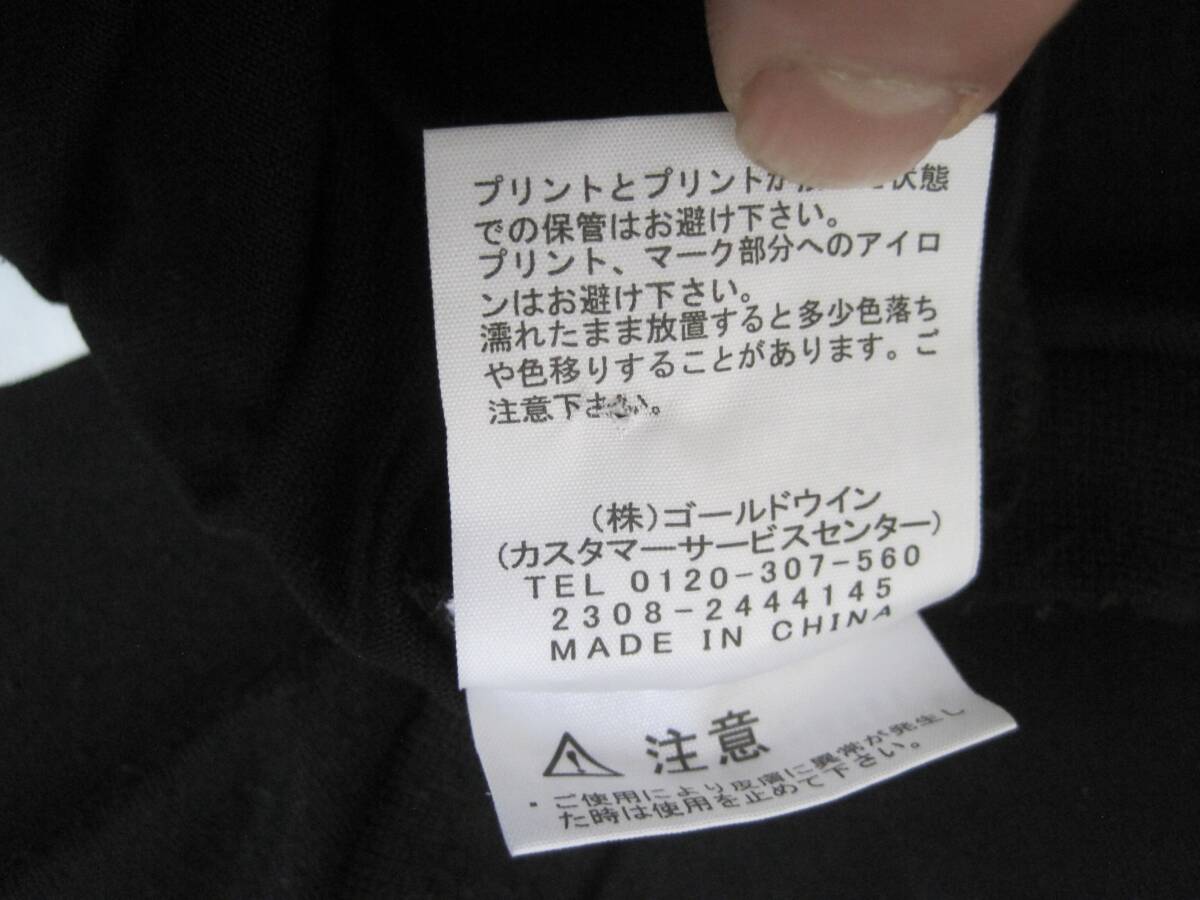 プリントとプリントが 状態
での保管はお避け下さい。
プリント、マーク部分へのアイロ
ンはお避け下さい。
濡れたまま放置すると多少色落ち
や色移りすることがあります。ご
注意下さい。
(株)ゴールドウイン
(カスタマーサービスセンター)
TEL 0120-307-560
2308-2444145
MADE IN CHINA
注意
・ご使用により皮膚に異常が発生し
た時は使用を止めて下さい。